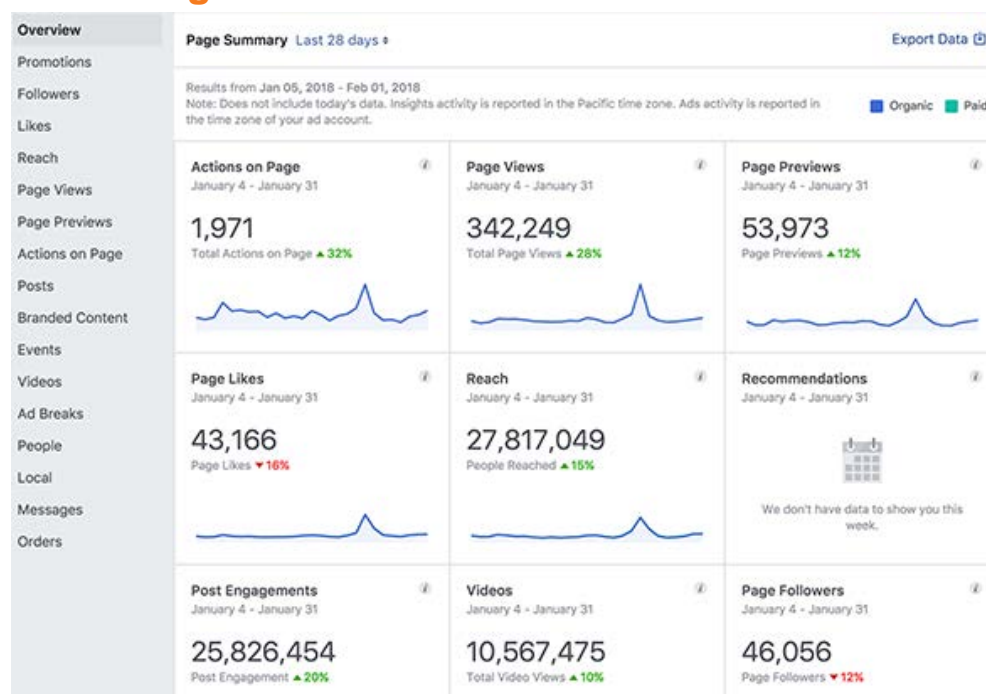 Overview
Promotions
Followers
Likes
Reach
Page Views
Page Previews
Actions on Page
Posts
Branded Content
Events
Videos
Ad Breaks
People
Local
Messages
Orders
Page Summary Last 28 days
Export Data
Results from Jan 05, 2018 - Feb 01, 2018
Note: Does not include today's data. Insights activity is reported in the Pacific time zone. Ads activity is reported in
the time zone of your ad account.
Organic Paid
Actions on Page
January 4 - January 31
1,971
Total Actions on Page ▲ 32%
Page Views
January 4 - January 31
342,249
Total Page Views ▲ 28%
Page Previews
January 4 - January 31
53,973
Page Previews ▲ 12%
Page Likes
January 4 - January 31
43,166
Page Likes ▼ 16%
Reach
January 4 - January 31
27,817,049
People Reached ▲ 15%
Recommendations
January 4 - January 31
We don't have data to show you this
week.
Post Engagements
January 4 - January 31
25,826,454
Post Engagement ▲ 20%
Videos
January 4 - January 31
10,567,475
Total Video Views ▲ 10%
Page Followers
January 4 - January 31
46,056
Page Followers ▼ 12%